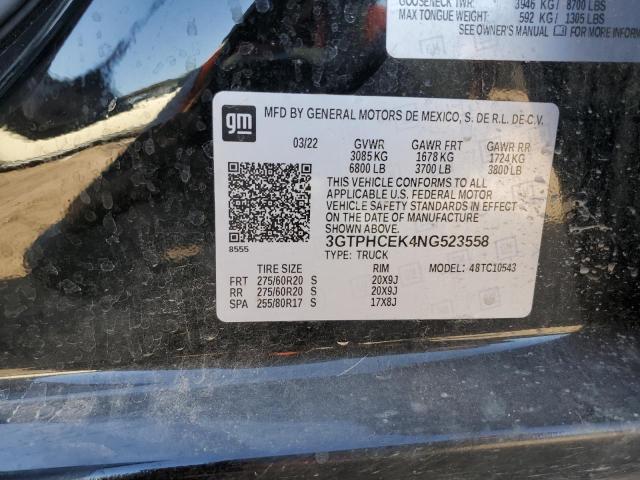 GOOSENECK TWR: 3946 KG / 8700 LBS
MAX TONGUE WEIGHT: 592 KG / 1305 LBS
SEE OWNER'S MANUAL FOR MORE INFORMATION
gm
MFD BY GENERAL MOTORS DE MEXICO, S. DE R.L. DE C.V.
03/22 GVWR GAWR FRT GAWR RR
3085 KG 1678 KG 1724 KG
6800 LB 3700 LB 3800 LB
THIS VEHICLE CONFORMS TO ALL
APPLICABLE U.S. FEDERAL MOTOR
VEHICLE SAFETY STANDARDS IN EFFECT
ON THE DATE OF MANUFACTURE
SHOWN ABOVE.
3GTPHCEK4NG523558
8555
TYPE: TRUCK MODEL: 48TC10543
TIRE SIZE RIM
FRT 275/60R20 S 20X9J
RR 275/60R20 S 20X9J
SPA 255/80R17 S 17X8J